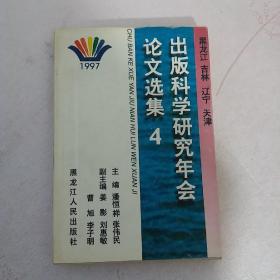 1997
黑龙江 吉林 辽宁 天津
出版科学研究年会
论文选集 4
CHU BAN KE XUE YAN JIU NIAN HUI LUN WEN XUAN JI
主编 潘恒祥 张伟民
副主编 姜影 刘惠敏
曹旭 李子明
黑龙江人民出版社